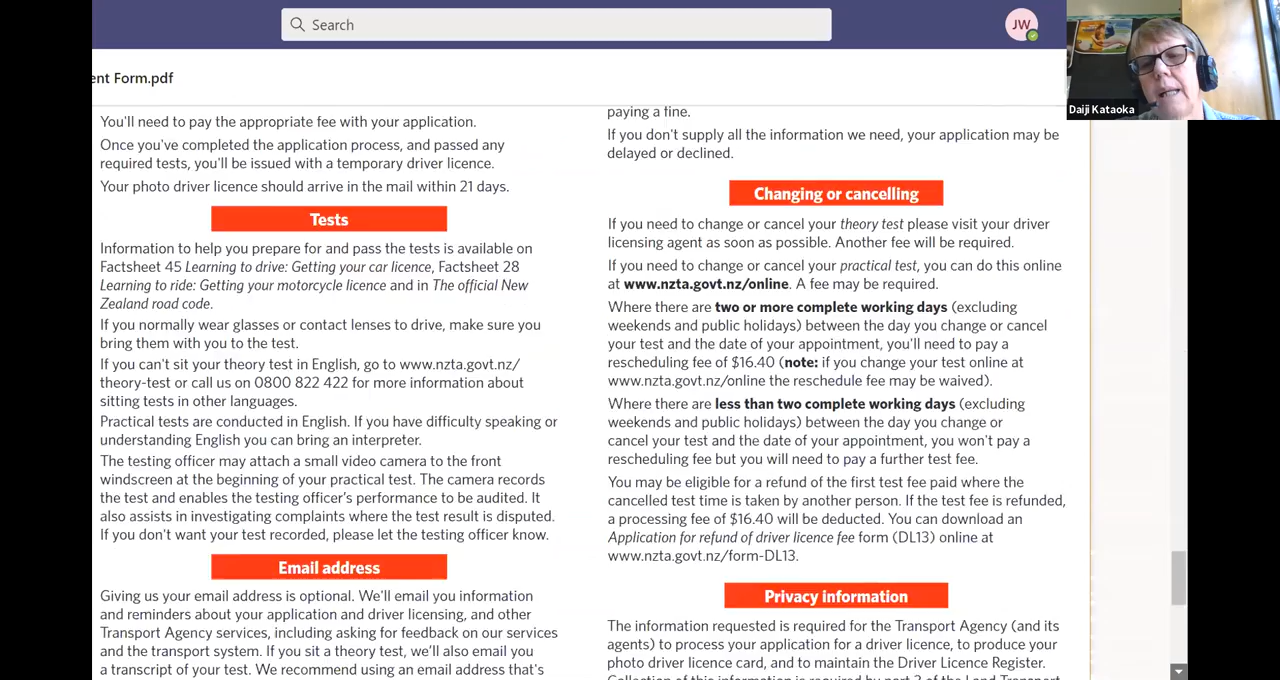 Search
JW
ent Form.pdf
Daiji Kataoka
You'll need to pay the appropriate fee with your application.
Once you've completed the application process, and passed any
required tests, you'll be issued with a temporary driver licence.
Your photo driver licence should arrive in the mail within 21 days.
Tests
Information to help you prepare for and pass the tests is available on
Factsheet 45 Learning to drive: Getting your car licence, Factsheet 28
Learning to ride: Getting your motorcycle licence and in The official New
Zealand road code.
If you normally wear glasses or contact lenses to drive, make sure you
bring them with you to the test.
If you can't sit your theory test in English, go to www.nzta.govt.nz/
theory-test or call us on 0800 822 422 for more information about
sitting tests in other languages.
Practical tests are conducted in English. If you have difficulty speaking or
understanding English you can bring an interpreter.
The testing officer may attach a small video camera to the front
windscreen at the beginning of your practical test. The camera records
the test and enables the testing officer's performance to be audited. It
also assists in investigating complaints where the test result is disputed.
If you don't want your test recorded, please let the testing officer know.
Email address
Giving us your email address is optional. We'll email you information
and reminders about your application and driver licensing, and other
Transport Agency services, including asking for feedback on our services
and the transport system. If you sit a theory test, we'll also email you
a transcript of your test. We recommend using an email address that's
paying a fine.
If you don't supply all the information we need, your application may be
delayed or declined.
Changing or cancelling
If you need to change or cancel your theory test please visit your driver
licensing agent as soon as possible. Another fee will be required.
If you need to change or cancel your practical test, you can do this online
at www.nzta.govt.nz/online. A fee may be required.
Where there are two or more complete working days (excluding
weekends and public holidays) between the day you change or cancel
your test and the date of your appointment, you'll need to pay a
rescheduling fee of $16.40 (note: if you change your test online at
www.nzta.govt.nz/online the reschedule fee may be waived).
Where there are less than two complete working days (excluding
weekends and public holidays) between the day you change or
cancel your test and the date of your appointment, you won't pay a
rescheduling fee but you will need to pay a further test fee.
You may be eligible for a refund of the first test fee paid where the
cancelled test time is taken by another person. If the test fee is refunded,
a processing fee of $16.40 will be deducted. You can download an
Application for refund of driver licence fee form (DL13) online at
www.nzta.govt.nz/form-DL13.
Privacy information
The information requested is required for the Transport Agency (and its
agents) to process your application for a driver licence, to produce your
photo driver licence card, and to maintain the Driver Licence Register.
Collection of this information is required by part 2 of the Land Transport